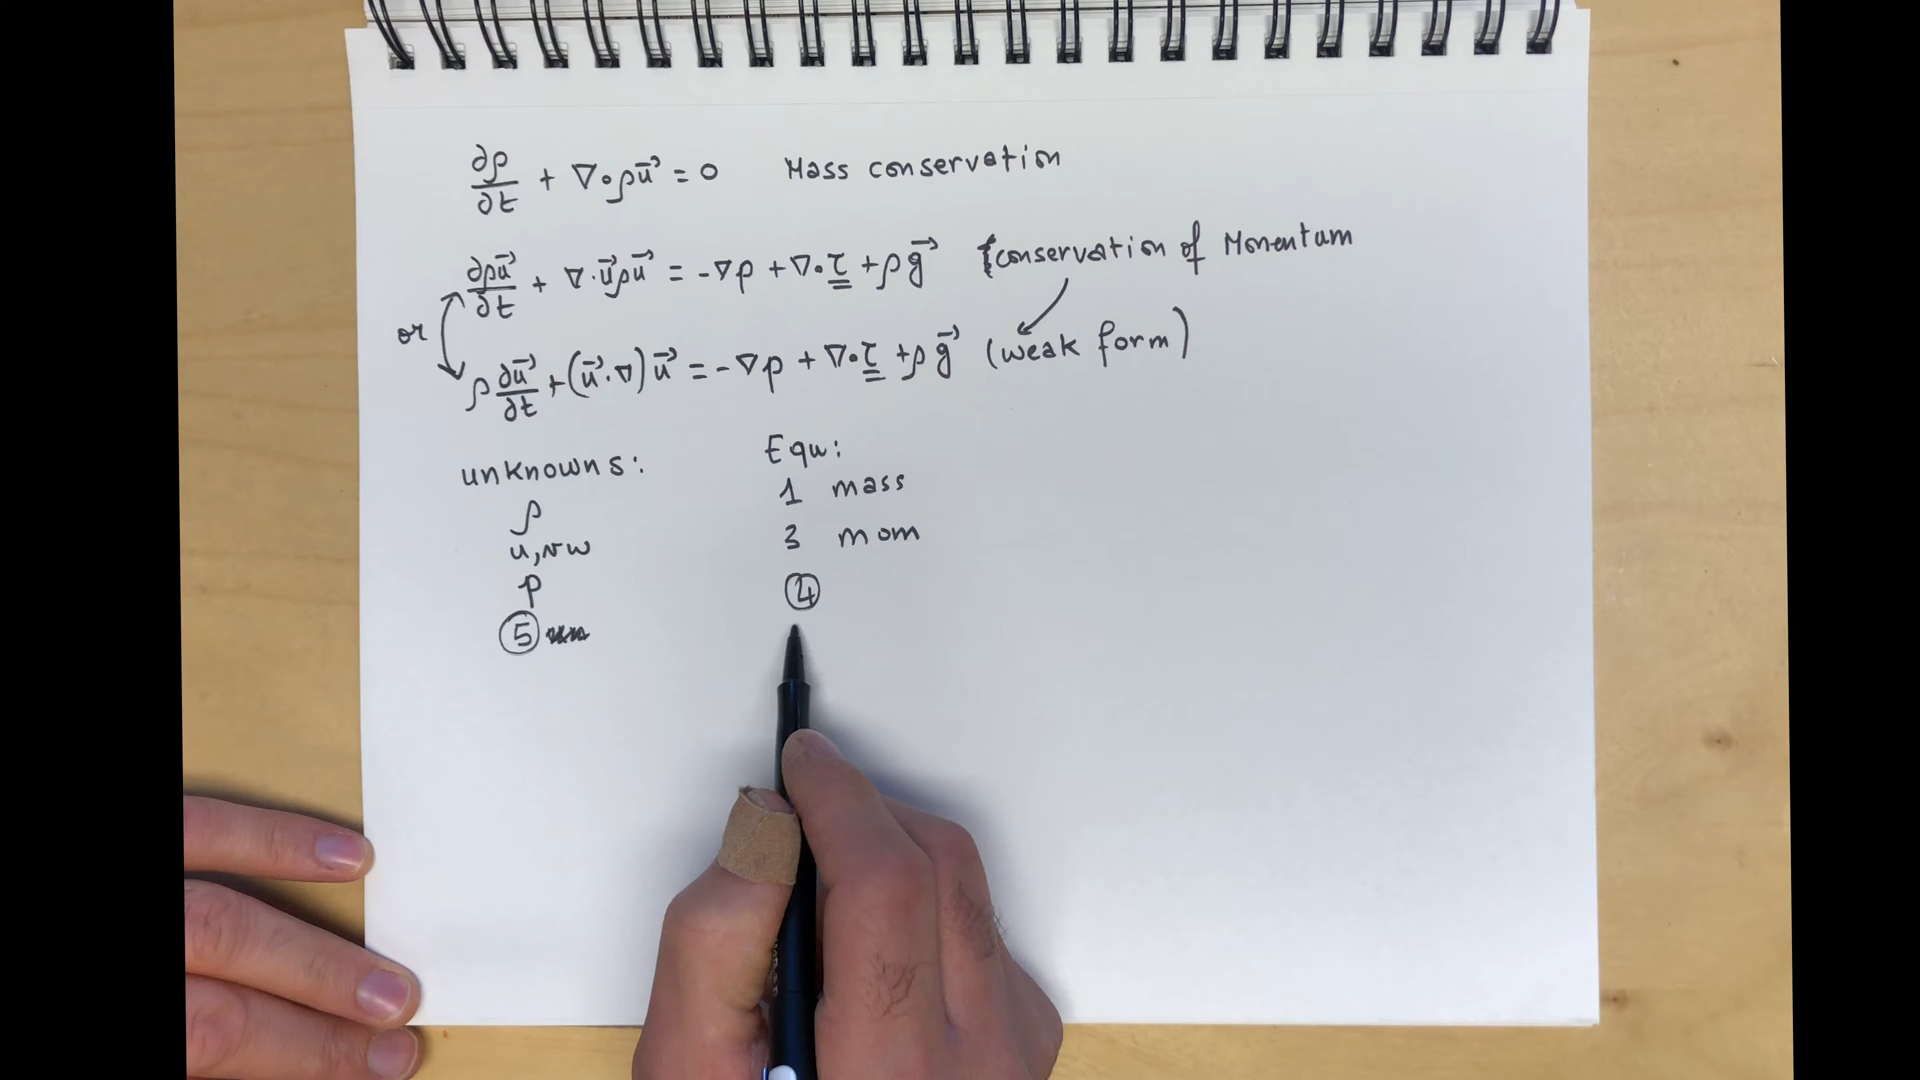 ∂ρ/∂t + ∇∘ρu⃗ = 0 Mass conservation
∂ρu⃗/∂t + ∇·u⃗ρu⃗ = -∇p + ∇·τ + ρg⃗ (conservation of Momentum
or
ρ ∂u⃗/∂t + (u⃗·∇)u⃗ = -∇p + ∇·τ + ρg⃗ (weak form)
unknowns:
ρ
u,v w
p
5
Equ:
1 mass
3 mom
4